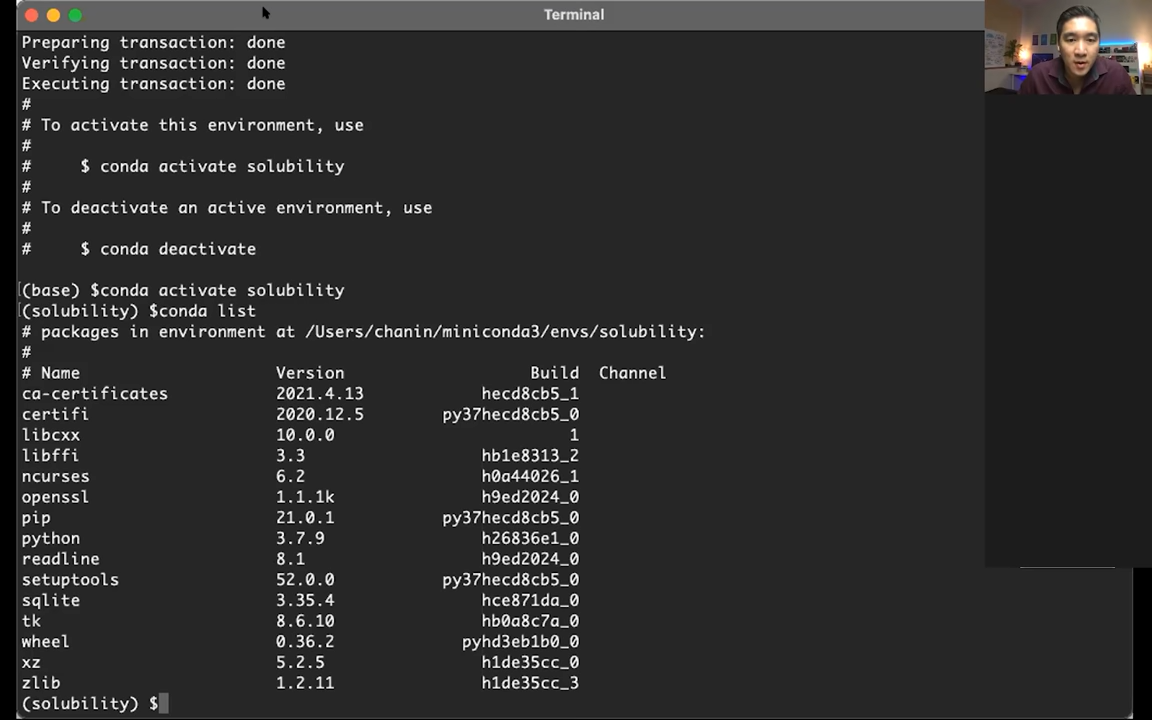 Terminal
Preparing transaction: done
Verifying transaction: done
Executing transaction: done
#
# To activate this environment, use
#
#     $ conda activate solubility
#
# To deactivate an active environment, use
#
#     $ conda deactivate
(base) $conda activate solubility
(solubility) $conda list
# packages in environment at /Users/chanin/miniconda3/envs/solubility:
#
# Name                    Version                   Build  Channel
ca-certificates           2021.4.13            hecd8cb5_1
certifi                   2020.12.5        py37hecd8cb5_0
libcxx                    10.0.0                        1
libffi                    3.3                  hb1e8313_2
ncurses                   6.2                  h0a44026_1
openssl                   1.1.1k               h9ed2024_0
pip                       21.0.1           py37hecd8cb5_0
python                    3.7.9                h26836e1_0
readline                  8.1                  h9ed2024_0
setuptools                52.0.0           py37hecd8cb5_0
sqlite                    3.35.4               hce871da_0
tk                        8.6.10               hb0a8c7a_0
wheel                     0.36.2             pyhd3eb1b0_0
xz                        5.2.5                h1de35cc_0
zlib                      1.2.11               h1de35cc_3
(solubility) $